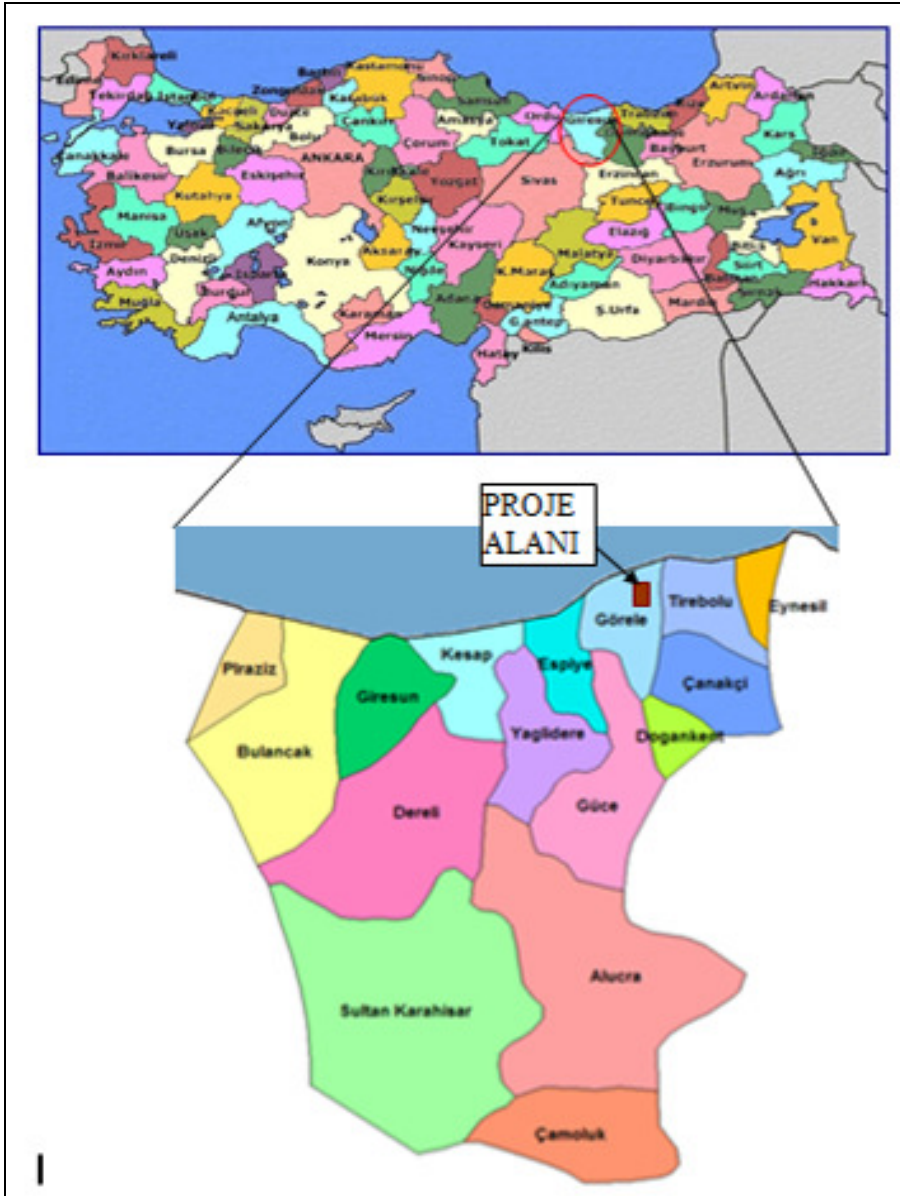 Kırklareli
Edirne
Tekirdağ
İstanbul
Kocaeli
Yalova
Sakarya
Düzce
Zonguldak
Bartın
Karabük
Kastamonu
Sinop
Çankırı
Bolu
Samsun
Amasya
Çorum
Tokat
Ordu
Giresun
Trabzon
Rize
Artvin
Ardahan
Kars
Iğdır
Bayburt
Erzurum
Erzincan
Ağrı
Çanakkale
Bursa
Bilecik
Balıkesir
Kütahya
Eskişehir
ANKARA
Kırıkkale
Yozgat
Sivas
Kırşehir
Tunceli
Bingöl
Muş
Van
Bitlis
Elazığ
Manisa
Uşak
Afyon
Nevşehir
Kayseri
Malatya
Diyarbakır
Siirt
Batman
Şırnak
Hakkari
İzmir
Aydın
Denizli
Isparta
Burdur
Konya
Aksaray
Niğde
K.Maraş
Adıyaman
Ş.Urfa
Mardin
Muğla
Antalya
Karaman
Mersin
Adana
Osmaniye
G.antep
Kilis
Hatay
PROJE
ALANI
Eynesil
Tirebolu
Görele
Kesap
Espiye
Piraziz
Giresun
Çanakçi
Yaglidere
Dogankent
Bulancak
Dereli
Güce
Alucra
Sultan Karahisar
Çamoluk